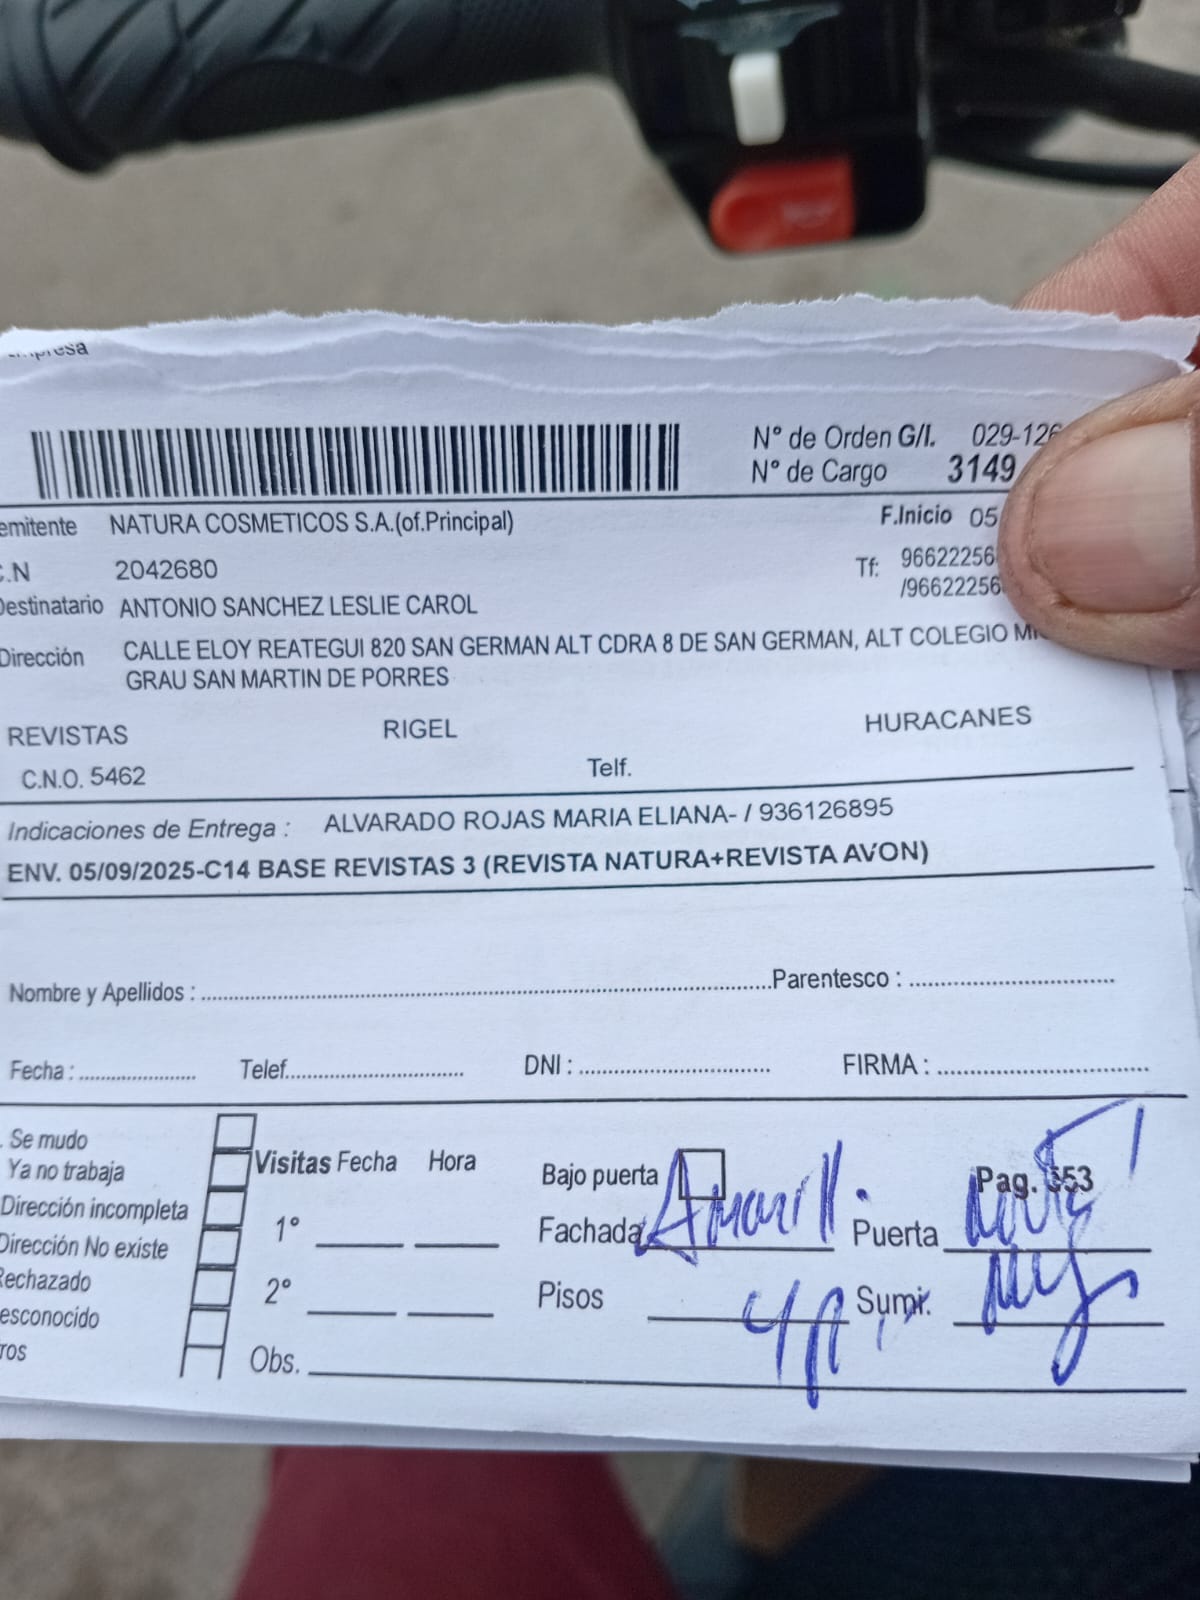 N° de Orden G/I. 029-126
N° de Cargo 3149
emitente NATURA COSMETICOS S.A.(of.Principal)
F.Inicio 05
C.N 2042680
Tf: 96622256
/96622256
Destinatario ANTONIO SANCHEZ LESLIE CAROL
Dirección CALLE ELOY REATEGUI 820 SAN GERMAN ALT CDRA 8 DE SAN GERMAN, ALT COLEGIO
GRAU SAN MARTIN DE PORRES
REVISTAS RIGEL HURACANES
C.N.O. 5462 Telf.
Indicaciones de Entrega : ALVARADO ROJAS MARIA ELIANA- / 936126895
ENV. 05/09/2025-C14 BASE REVISTAS 3 (REVISTA NATURA+REVISTA AVON)
Nombre y Apellidos : Parentesco :
Fecha : Telef. DNI : FIRMA :
. Se mudo
Ya no trabaja
Dirección incompleta
Dirección No existe
Rechazado
esconocido
ros
Visitas Fecha Hora
1°
2°
Obs.
Bajo puerta Pag. 553
Fachada Amarill. Puerta
Pisos 4p Sumi.